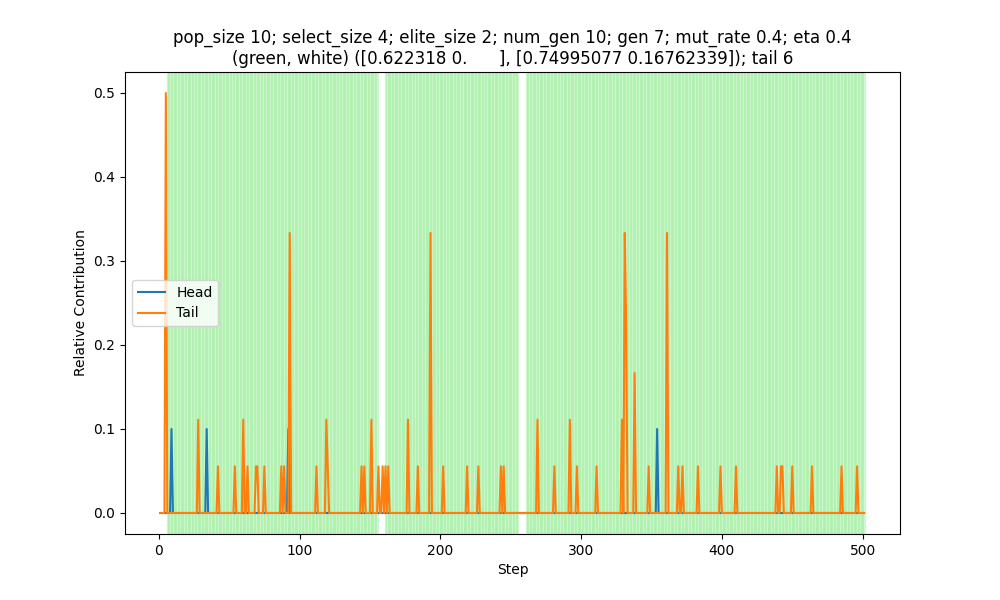 pop_size 10; select_size 4; elite_size 2; num_gen 10; gen 7; mut_rate 0.4; eta 0.4
(green, white) ([0.622318 0.      ], [0.74995077 0.16762339]); tail 6
Relative Contribution
0.5
0.4
0.3
0.2
0.1
0.0
Head
Tail
0 100 200 300 400 500
Step